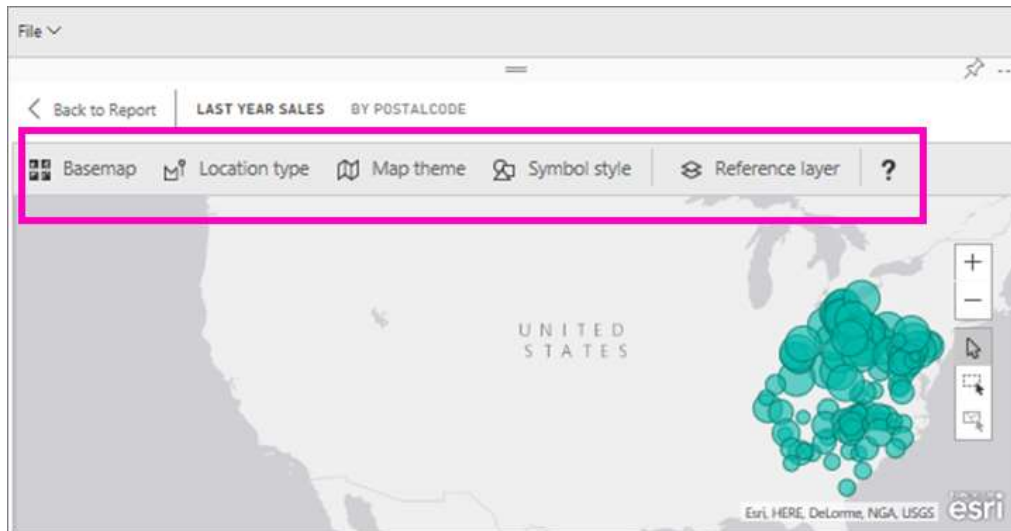 File
Back to Report LAST YEAR SALES BY POSTALCODE
Basemap Location type Map theme Symbol style Reference layer ?
UNITED
STATES
Esri, HERE, DeLorme, NGA, USGS esri